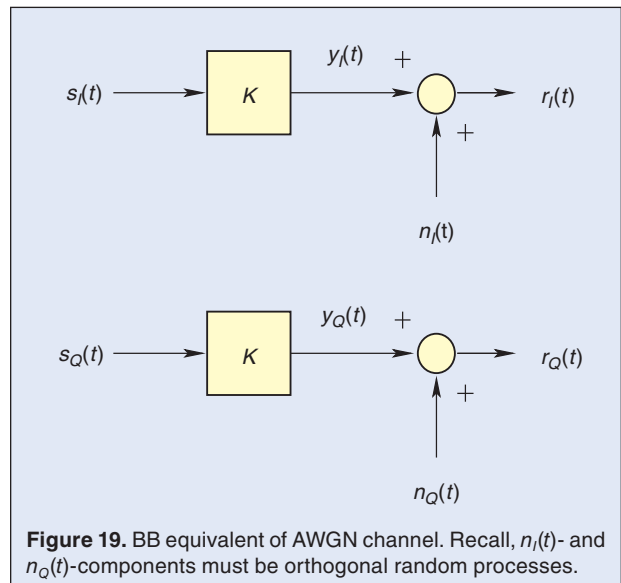 y_I(t) +
s_I(t) K r_I(t)
+
n_I(t)
y_Q(t) +
s_Q(t) K r_Q(t)
+
n_Q(t)
Figure 19. BB equivalent of AWGN channel. Recall, n_I(t)- and
n_Q(t)-components must be orthogonal random processes.